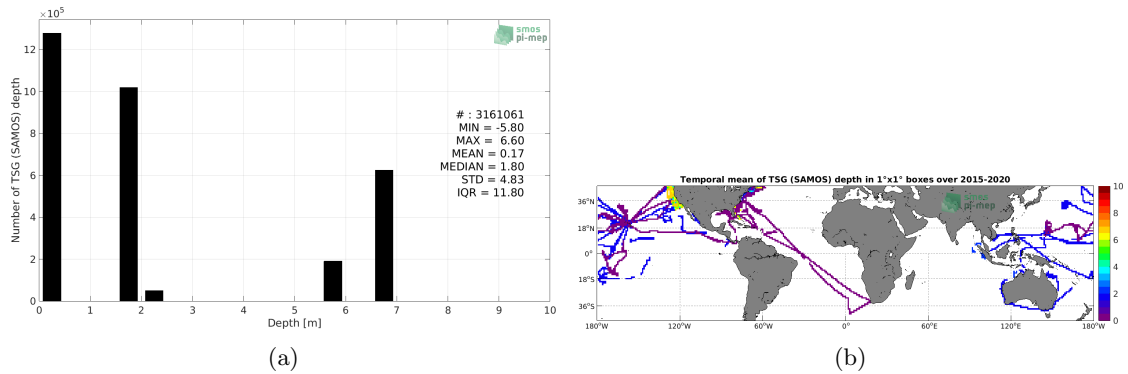 ×10⁵
smos
pi-mep
12
10
8
6
4
2
0
Number of TSG (SAMOS) depth
# : 3161061
MIN = -5.80
MAX = 6.60
MEAN = 0.17
MEDIAN = 1.80
STD = 4.83
IQR = 11.80
0 1 2 3 4 5 6 7 8 9 10
Depth [m]
(a)
Temporal mean of TSG (SAMOS) depth in 1°x1° boxes over 2015-2020
smos
pi-mep
36°N
18°N
0°
18°S
36°S
180°W 120°W 60°W 0° 60°E 120°E 180°W
10
8
6
4
2
0
(b)